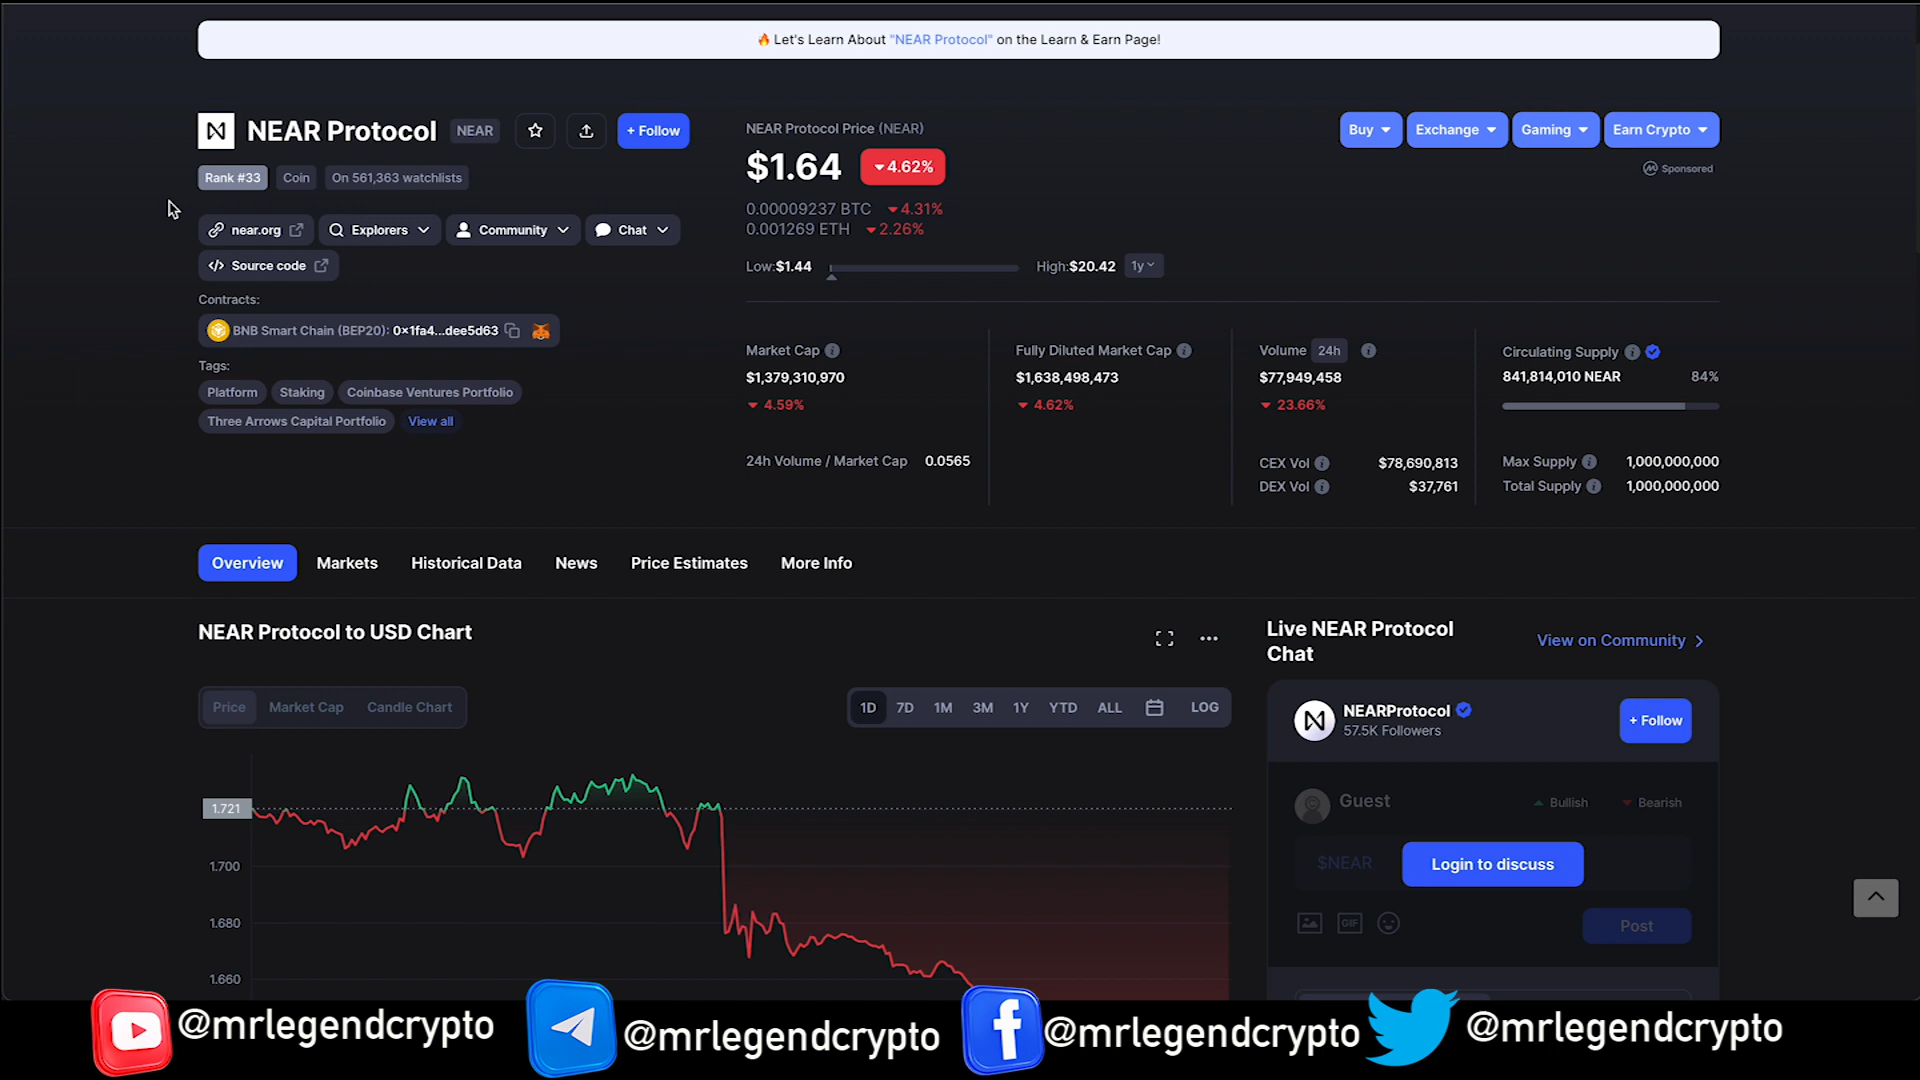 🔥 Let's Learn About "NEAR Protocol" on the Learn & Earn Page!
NEAR Protocol NEAR + Follow
Rank #33 Coin On 561,363 watchlists
near.org Explorers Community Chat
Source code
Contracts:
BNB Smart Chain (BEP20): 0x1fa4...dee5d63
Tags:
Platform Staking Coinbase Ventures Portfolio
Three Arrows Capital Portfolio View all
NEAR Protocol Price (NEAR)
$1.64 4.62%
0.00009237 BTC 4.31%
0.001269 ETH 2.26%
Low:$1.44 High:$20.42 1y
Buy Exchange Gaming Earn Crypto
Sponsored
Market Cap
$1,379,310,970
4.59%
24h Volume / Market Cap 0.0565
Fully Diluted Market Cap
$1,638,498,473
4.62%
Volume 24h
$77,949,458
23.66%
CEX Vol $78,690,813
DEX Vol $37,761
Circulating Supply
841,814,010 NEAR 84%
Max Supply 1,000,000,000
Total Supply 1,000,000,000
Overview Markets Historical Data News Price Estimates More Info
NEAR Protocol to USD Chart
Price Market Cap Candle Chart
1D 7D 1M 3M 1Y YTD ALL LOG
1.721
1.700
1.680
1.660
Live NEAR Protocol
Chat
View on Community
NEARProtocol
57.5K Followers
+ Follow
Guest Bullish Bearish
$NEAR
Login to discuss
GIF
Post
@mrlegendcrypto @mrlegendcrypto @mrlegendcrypto @mrlegendcrypto